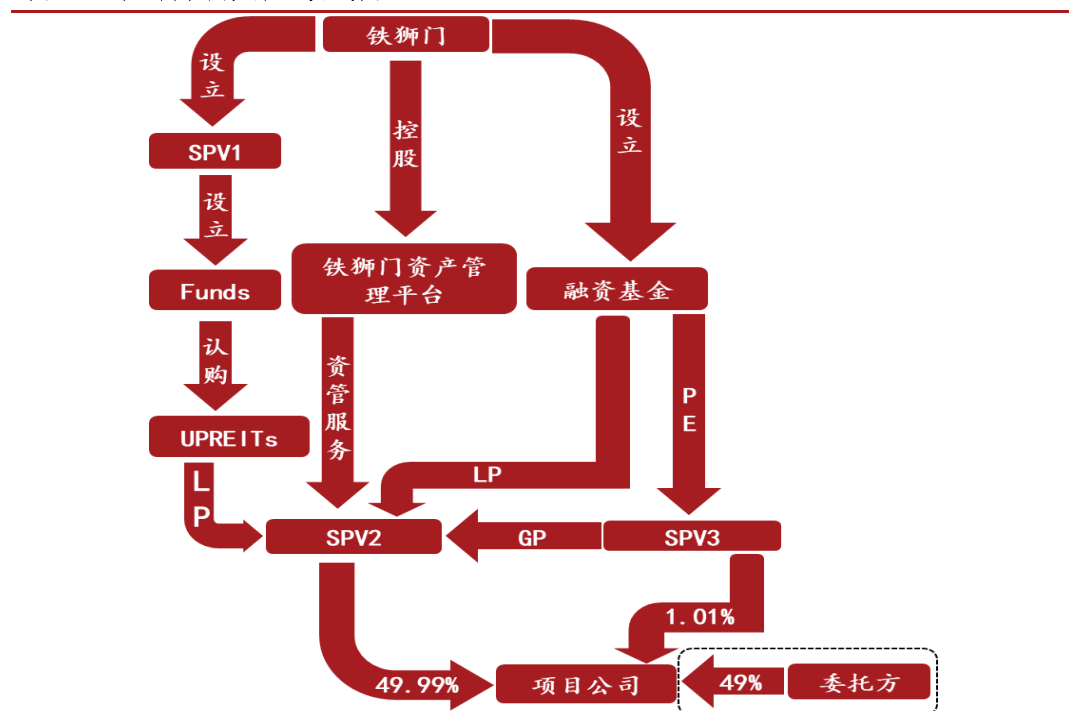 铁狮门
设立
控股
设立
SPV1
设立
铁狮门资产管
理平台
Funds
融资基金
认购
资管服务
PE
UPREITs
LP
LP
SPV2
GP
SPV3
1.01%
49.99%
项目公司
49%
委托方